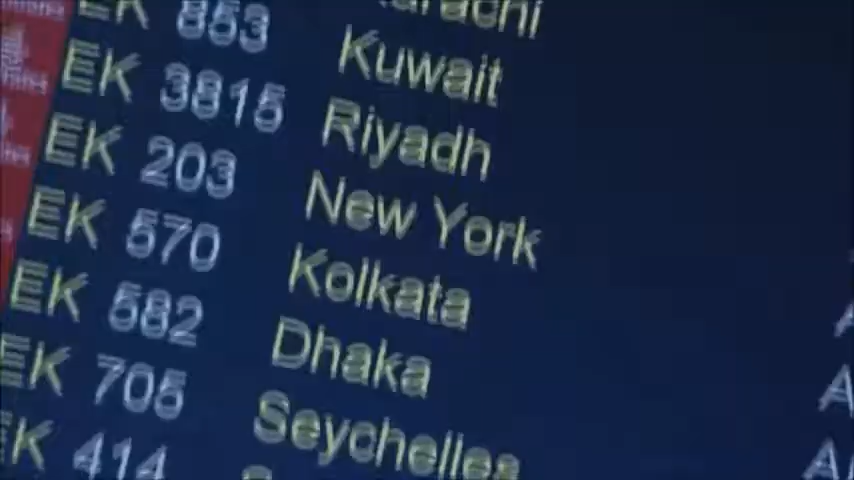 EK 853 Kuwait
EK 3815 Riyadh
EK 203 New York
EK 570 Kolkata
EK 582 Dhaka
EK 705 Seychelles
EK 414